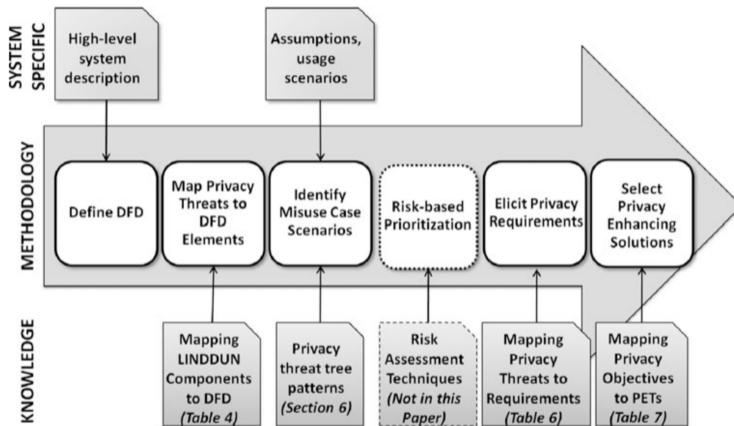 SYSTEM
SPECIFIC
High-level
system
description
Assumptions,
usage
scenarios
METHODOLOGY
Define DFD
Map Privacy
Threats to
DFD
Elements
Identify
Misuse Case
Scenarios
Risk-based
Prioritization
Elicit Privacy
Requirements
Select
Privacy
Enhancing
Solutions
KNOWLEDGE
Mapping
LINDDUN
Components
to DFD
(Table 4)
Privacy
threat tree
patterns
(Section 6)
Risk
Assessment
Techniques
(Not in this
Paper)
Mapping
Privacy
Threats to
Requirements
(Table 6)
Mapping
Privacy
Objectives
to PETs
(Table 7)